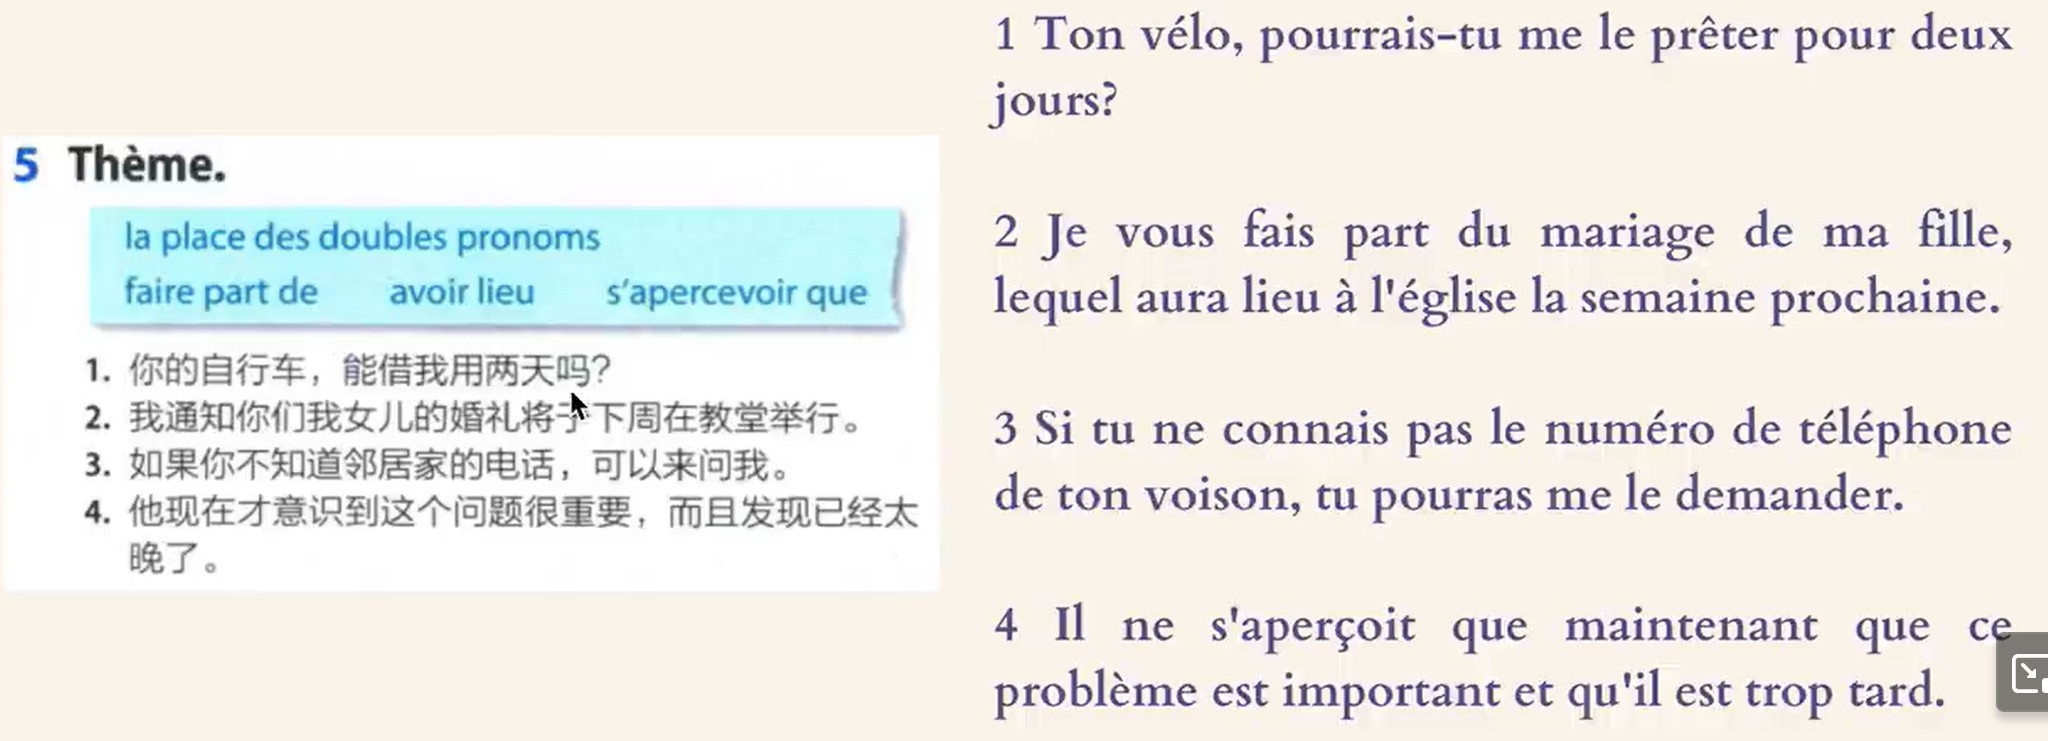 5 Thème.
la place des doubles pronoms
faire part de avoir lieu s'apercevoir que
1. 你的自行车，能借我用两天吗？
2. 我通知你们我女儿的婚礼将于下周在教堂举行。
3. 如果你不知道邻居家的电话，可以来问我。
4. 他现在才意识到这个问题很重要，而且发现已经太
晚了。
1 Ton vélo, pourrais-tu me le prêter pour deux
jours?
2 Je vous fais part du mariage de ma fille,
lequel aura lieu à l'église la semaine prochaine.
3 Si tu ne connais pas le numéro de téléphone
de ton voison, tu pourras me le demander.
4 Il ne s'aperçoit que maintenant que ce
problème est important et qu'il est trop tard.